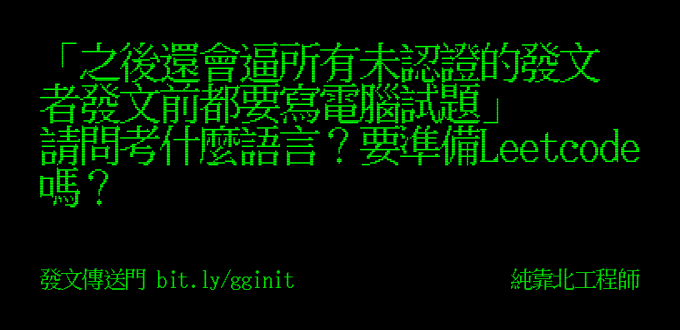 「之後還會逼所有未認證的發文
者發文前都要寫電腦試題」
請問考什麼語言？要準備Leetcode
嗎？
發文傳送門 bit.ly/gginit
純靠北工程師